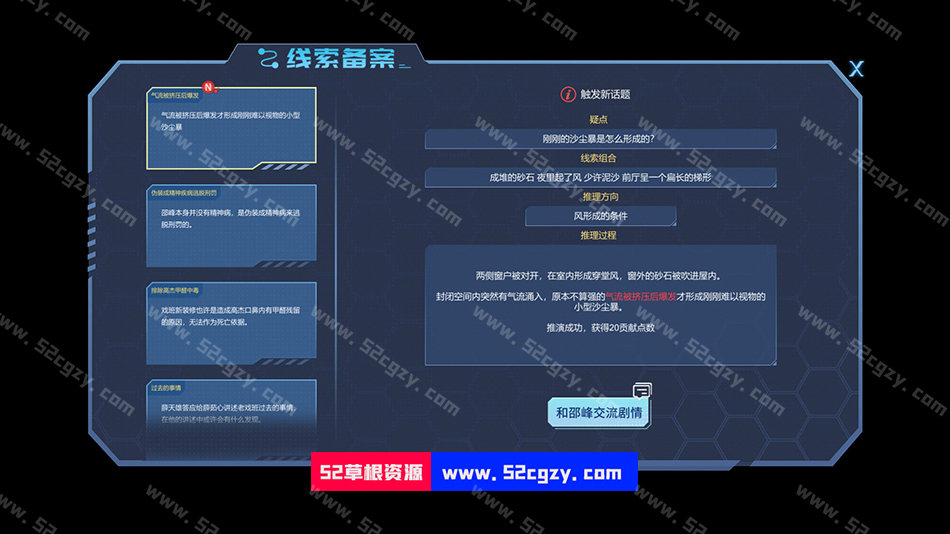 线索备案
X
气流被挤压后爆发
N
气流被挤压后爆发才形成刚刚难以视物的小型
沙尘暴
伪装成精神疾病逃脱刑罚
邵峰本身并没有精神病，是伪装成精神病来逃
脱刑罚的。
排除高杰甲醛中毒
戏班新装修也许是造成高杰口鼻内有甲醛残留
的原因，无法作为死亡依据。
过去的事情
薛天雄答应给薛茹心讲述老戏班过去的事情，
在他的讲述中或许会有什么发现。
触发新话题
疑点
刚刚的沙尘暴是怎么形成的？
线索组合
成堆的砂石 夜里起了风 少许泥沙 前厅呈一个扁长的梯形
推理方向
风形成的条件
推理过程
两侧窗户被对开，在室内形成穿堂风，窗外的砂石被吹进屋内。
封闭空间内突然有气流涌入，原本不算强的气流被挤压后爆发才形成刚刚难以视物的
小型沙尘暴。
推演成功，获得20贡献点数
和邵峰交流剧情
52草根资源 www.52cgzy.com